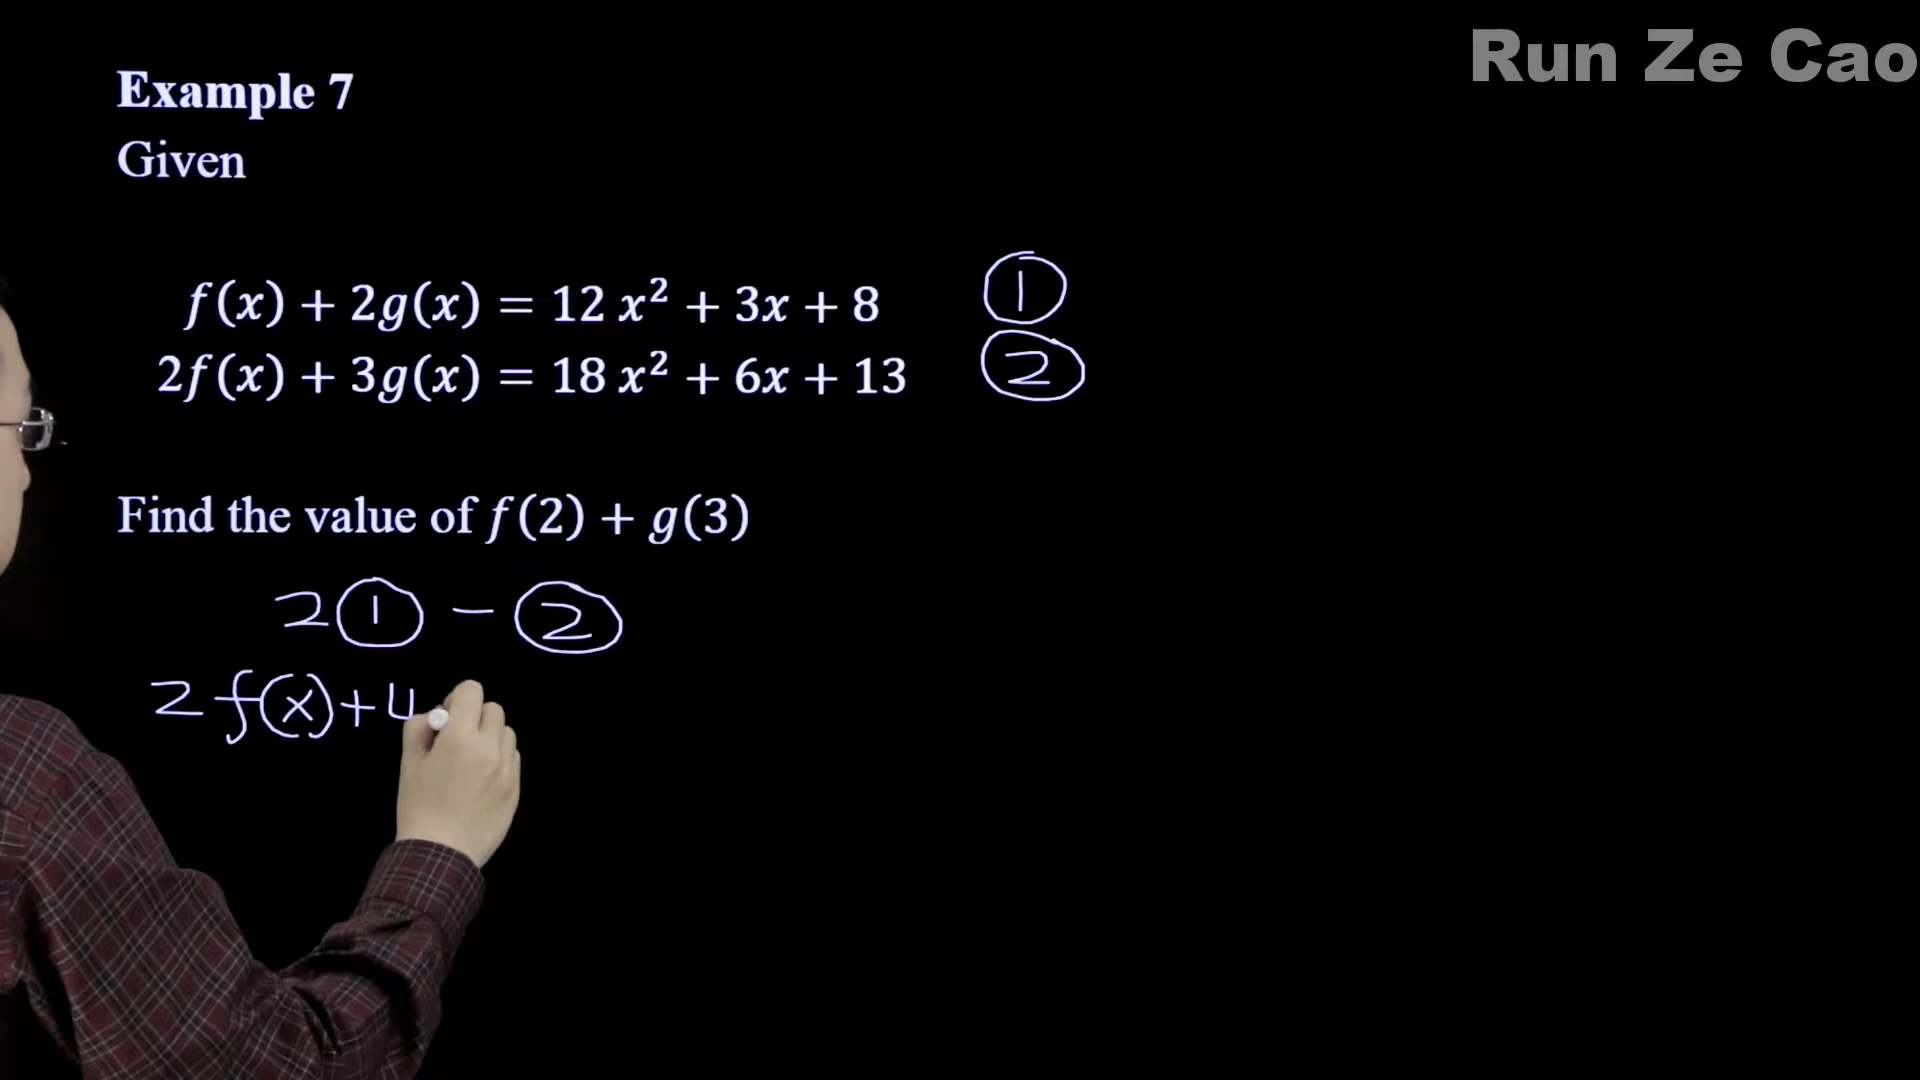 Run Ze Cao
Example 7
Given
f(x) + 2g(x) = 12 x² + 3x + 8 ①
2f(x) + 3g(x) = 18 x² + 6x + 13 ②
Find the value of f(2) + g(3)
2① − ②
2f(x)+4